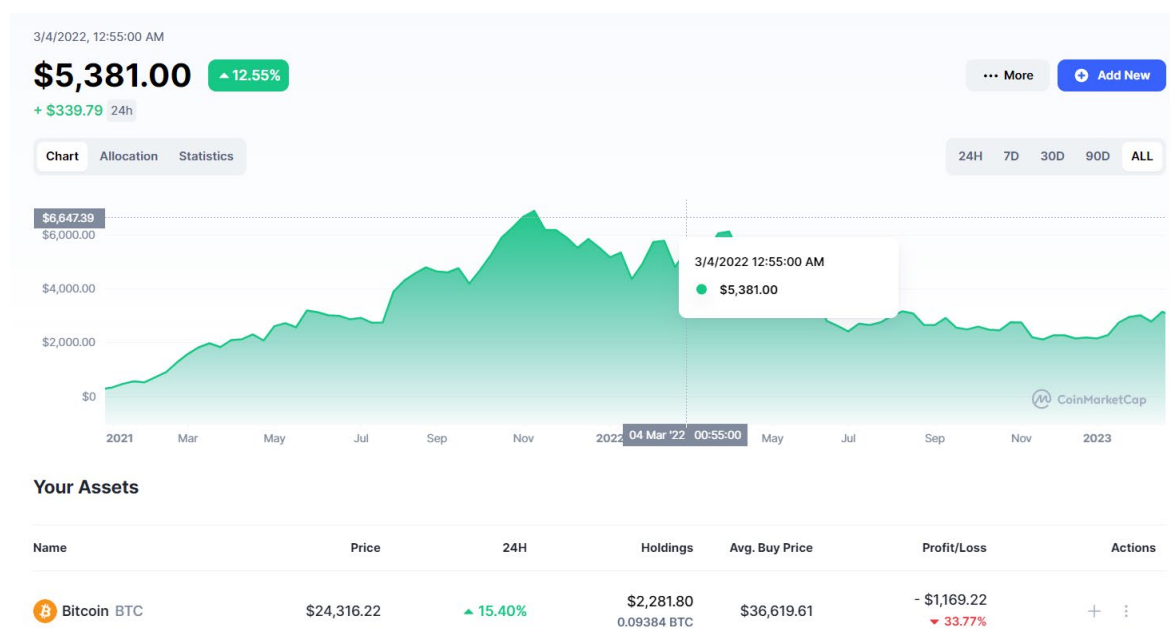 3/4/2022, 12:55:00 AM
$5,381.00 12.55%
+ $339.79 24h
More Add New
Chart Allocation Statistics
24H 7D 30D 90D ALL
$6,647.39
$6,000.00
$4,000.00
$2,000.00
$0
3/4/2022 12:55:00 AM
$5,381.00
CoinMarketCap
2021 Mar May Jul Sep Nov 2022 04 Mar '22 00:55:00 May Jul Sep Nov 2023
Your Assets
Name Price 24H Holdings Avg. Buy Price Profit/Loss Actions
Bitcoin BTC $24,316.22 15.40% $2,281.80 $36,619.61 - $1,169.22
0.09384 BTC 33.77%